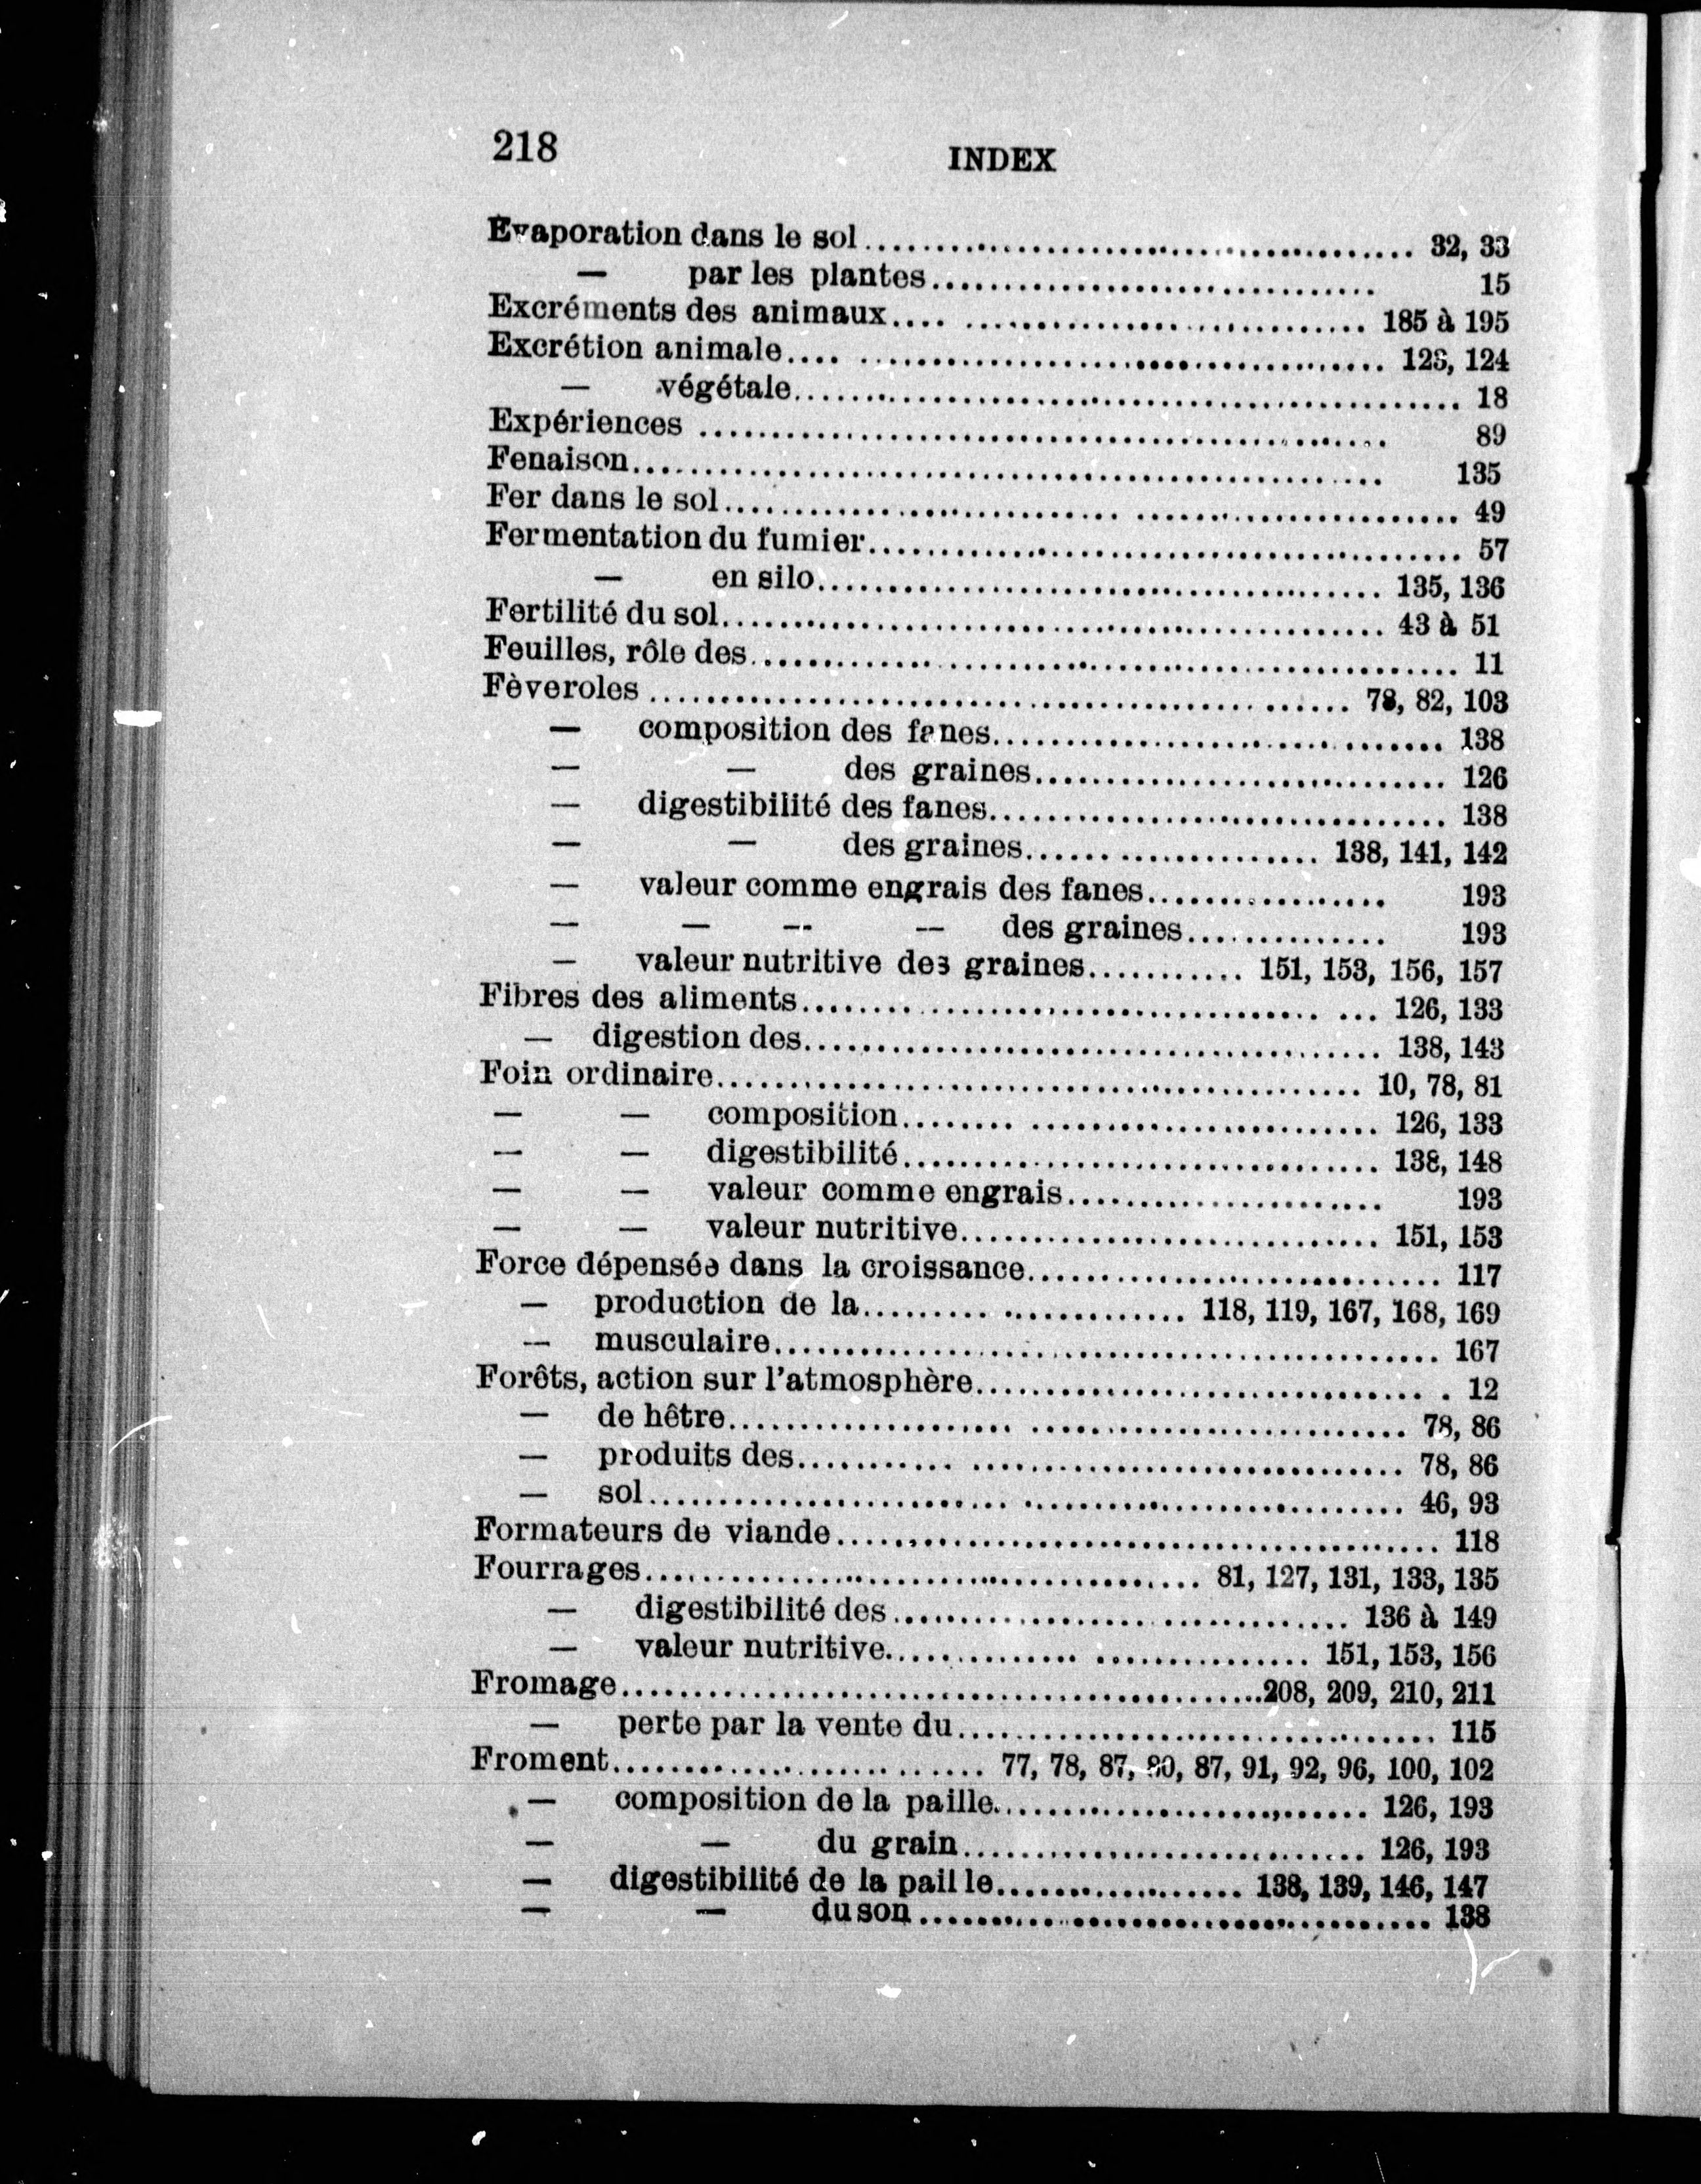 218
INDEX
Evaporation dans le sol........ 32, 33
— par les plantes........ 15
Excréments des animaux........ 185 à 195
Excrétion animale........ 123, 124
— végétale........ 18
Expériences ........ 89
Fenaison........ 135
Fer dans le sol........ 49
Fermentation du fumier........ 57
— en silo........ 135, 136
Fertilité du sol........ 43 à 51
Feuilles, rôle des........ 11
Fèveroles ........ 78, 82, 103
— composition des fanes........ 138
— — des graines........ 126
— digestibilité des fanes........ 138
— — des graines........ 138, 141, 142
— valeur comme engrais des fanes........ 193
— — — — des graines........ 193
— valeur nutritive des graines........ 151, 153, 156, 157
Fibres des aliments........ 126, 133
— digestion des........ 138, 143
Foin ordinaire........ 10, 78, 81
— — composition........ 126, 133
— — digestibilité........ 138, 148
— — valeur comme engrais........ 193
— — valeur nutritive........ 151, 153
Force dépensée dans la croissance........ 117
— production de la........ 118, 119, 167, 168, 169
— musculaire........ 167
Forêts, action sur l'atmosphère........ 12
— de hêtre........ 78, 86
— produits des........ 78, 86
— sol........ 46, 93
Formateurs de viande........ 118
Fourrages........ 81, 127, 131, 133, 135
— digestibilité des........ 136 à 149
— valeur nutritive........ 151, 153, 156
Fromage........208, 209, 210, 211
— perte par la vente du........ 115
Froment........ 77, 78, 87, 87, 91, 92, 96, 100, 102
— composition de la paille........ 126, 193
— — du grain........ 126, 193
— digestibilité de la paille........ 138, 139, 146, 147
— — du son........ 138